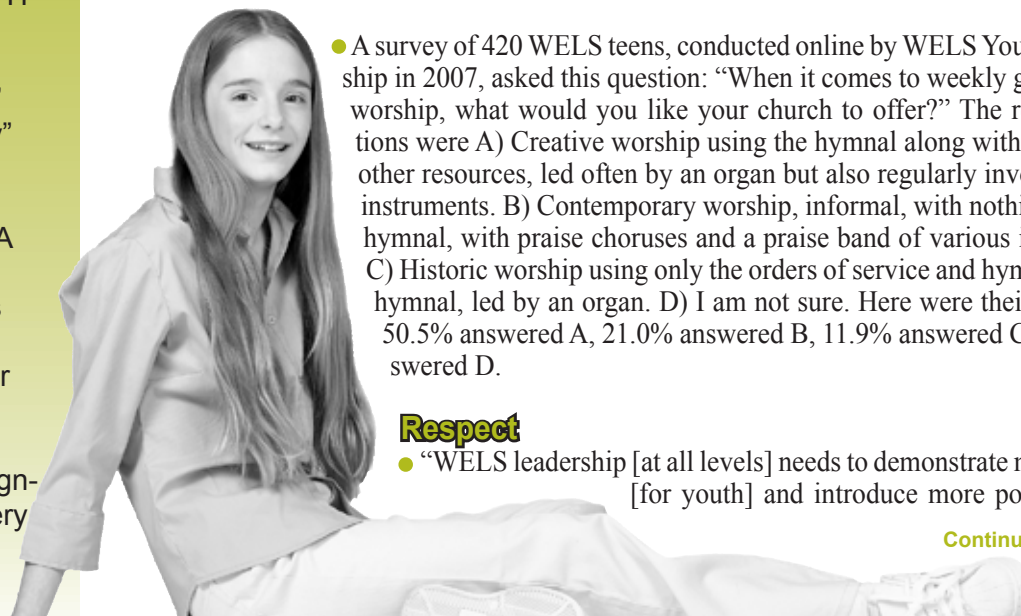 ”
A
r
gn-
ery
• A survey of 420 WELS teens, conducted online by WELS You
ship in 2007, asked this question: “When it comes to weekly g
worship, what would you like your church to offer?” The r
tions were A) Creative worship using the hymnal along with
other resources, led often by an organ but also regularly inv
instruments. B) Contemporary worship, informal, with nothi
hymnal, with praise choruses and a praise band of various i
C) Historic worship using only the orders of service and hym
hymnal, led by an organ. D) I am not sure. Here were thei
50.5% answered A, 21.0% answered B, 11.9% answered C
swered D.
Respect
• “WELS leadership [at all levels] needs to demonstrate
[for youth] and introduce more po
Continu